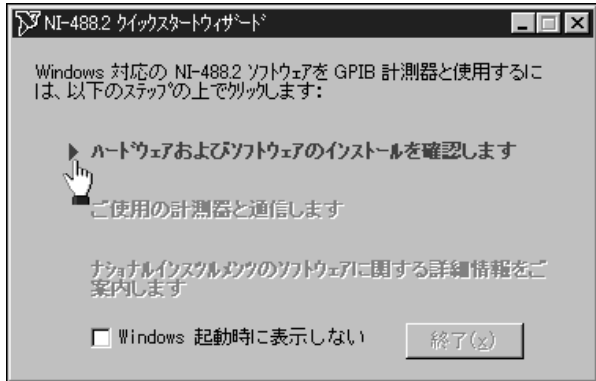 NI-488.2 クイックスタートウィザード
Windows 対応の NI-488.2 ソフトウェアを GPIB 計測器と使用するに
は、以下のステップの上でクリックします:
ハードウェアおよびソフトウェアのインストールを確認します
ご使用の計測器と通信します
ナショナルインスツルメンツのソフトウェアに関する詳細情報をご
案内します
Windows 起動時に表示しない
終了(x)